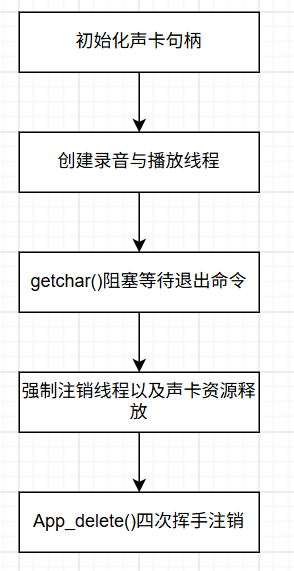 初始化声卡句柄
创建录音与播放线程
getchar()阻塞等待退出命令
强制注销线程以及声卡资源释
放
App_delete()四次挥手注销